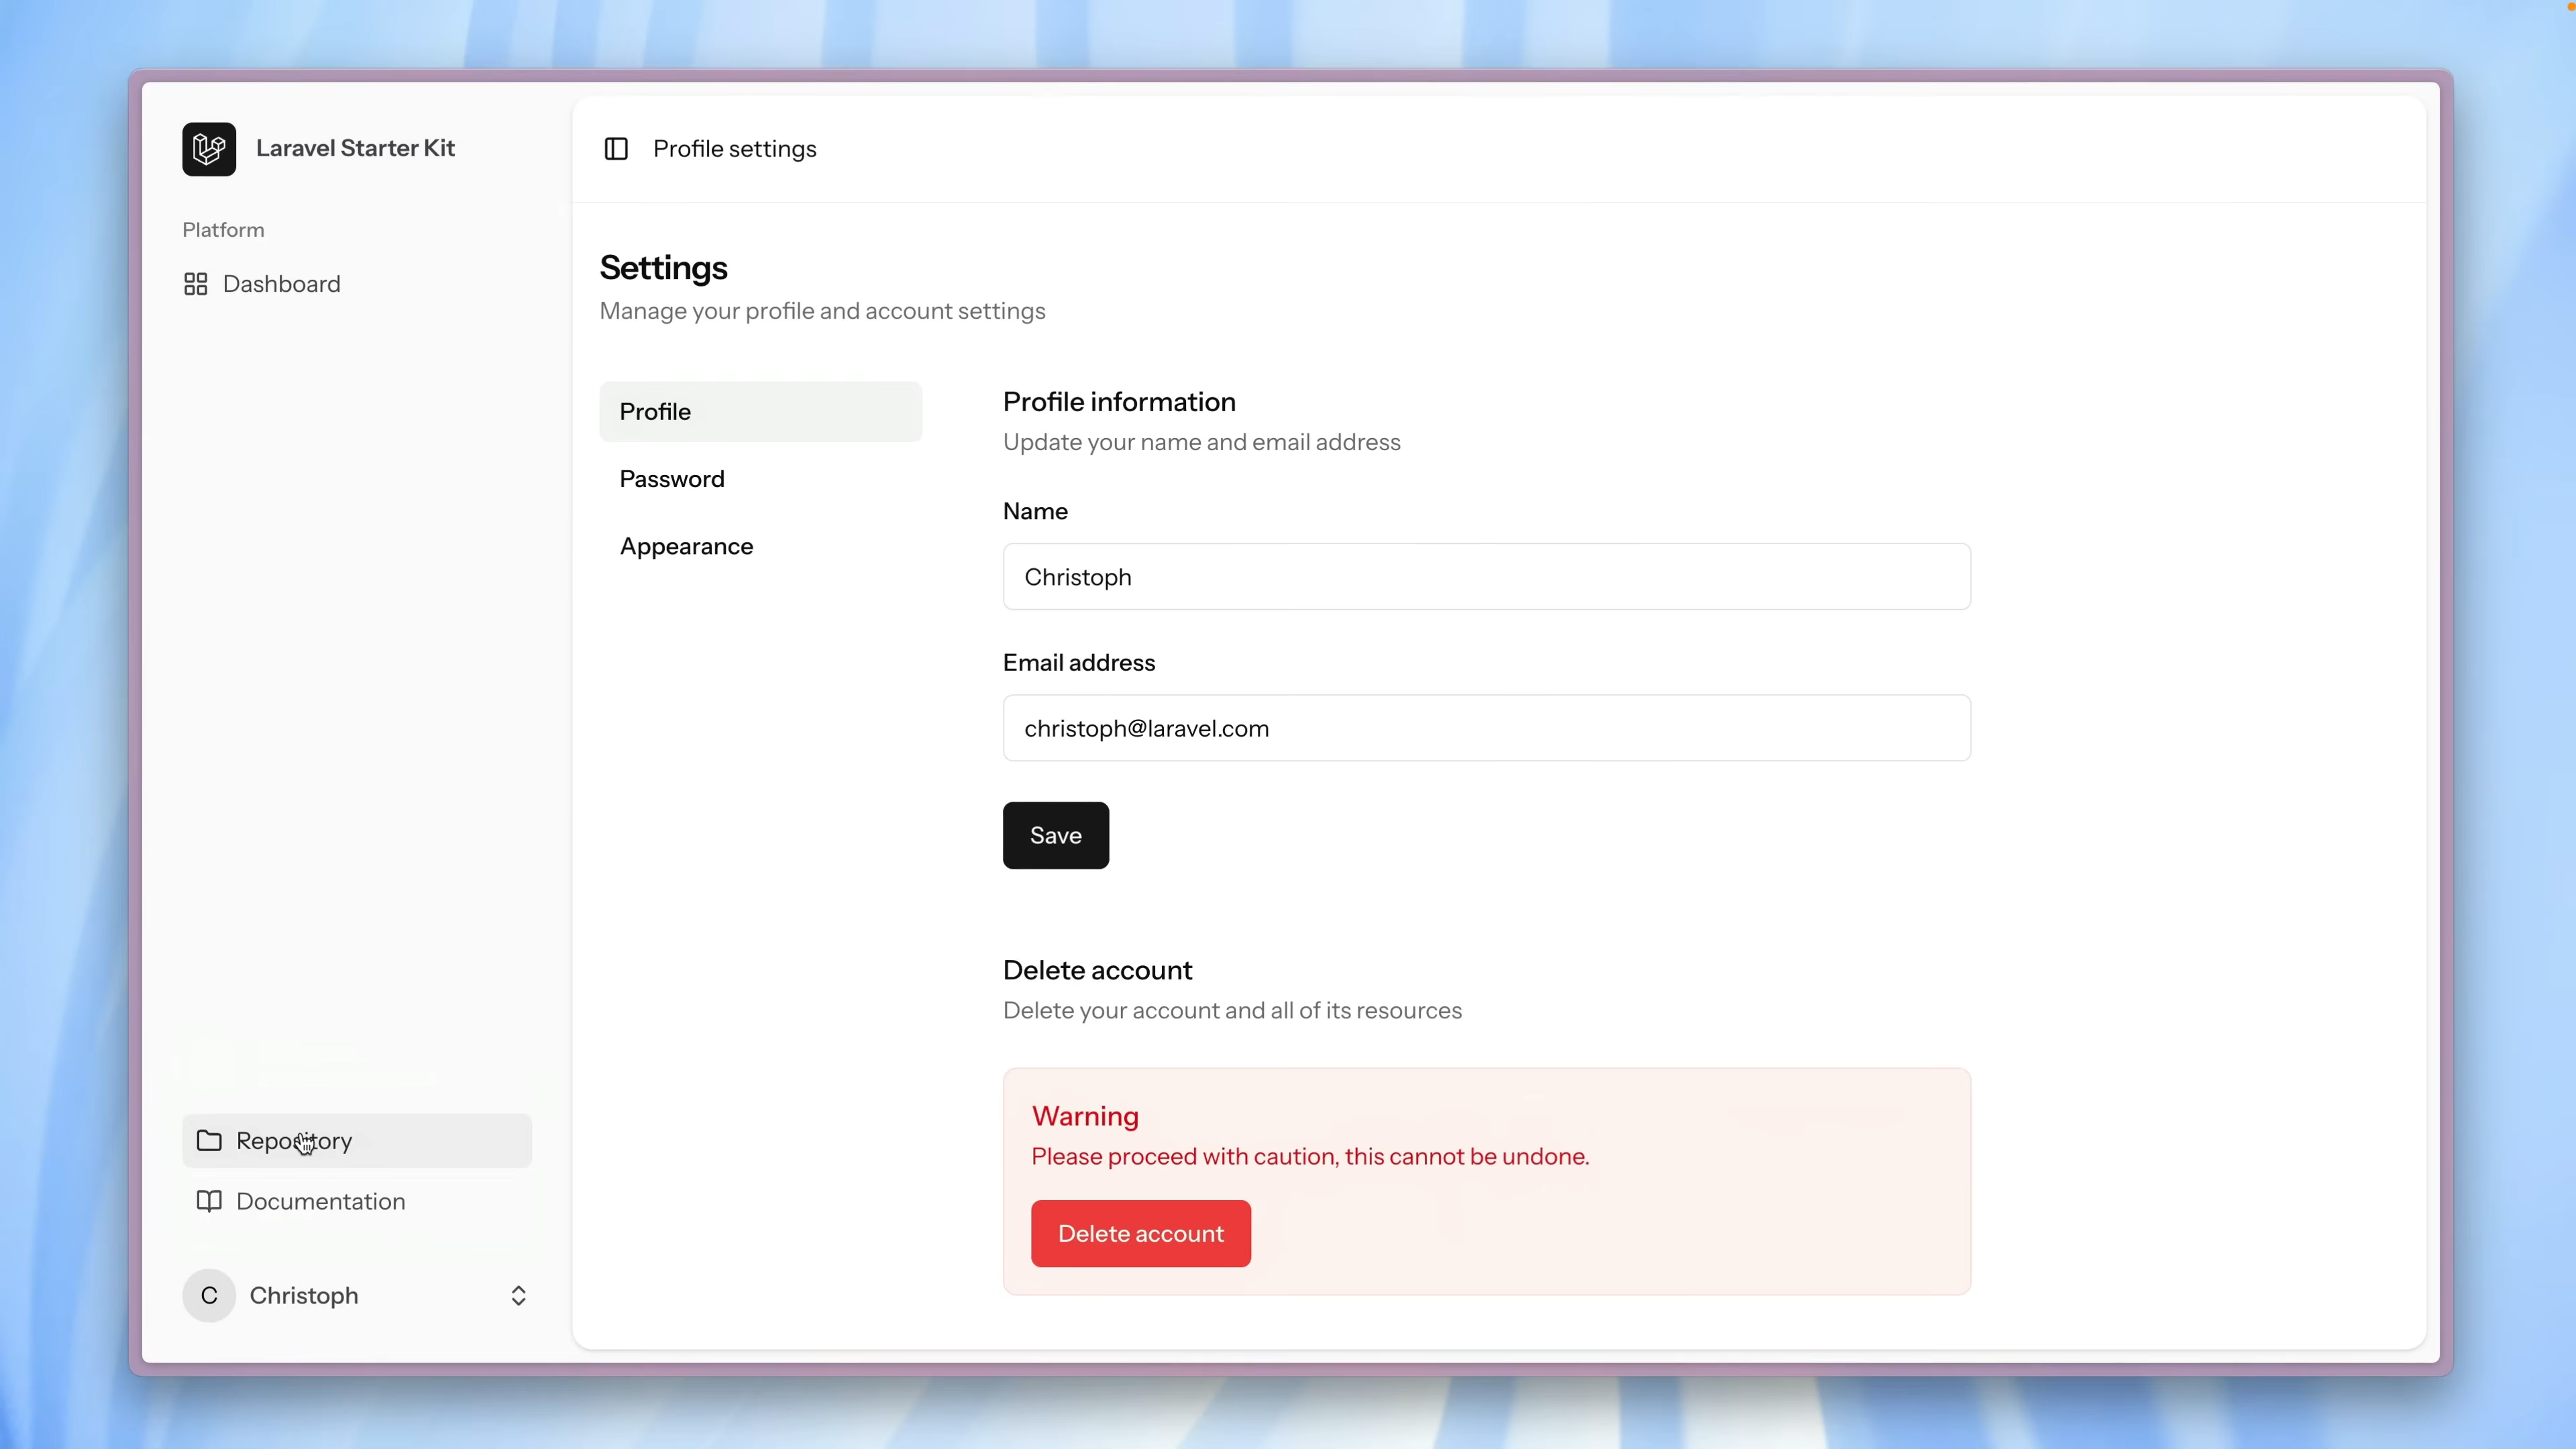 Laravel Starter Kit
Platform
Dashboard
Repository
Documentation
C
Christoph
Profile settings
Settings
Manage your profile and account settings
Profile
Password
Appearance
Profile information
Update your name and email address
Name
Christoph
Email address
christoph@laravel.com
Save
Delete account
Delete your account and all of its resources
Warning
Please proceed with caution, this cannot be undone.
Delete account